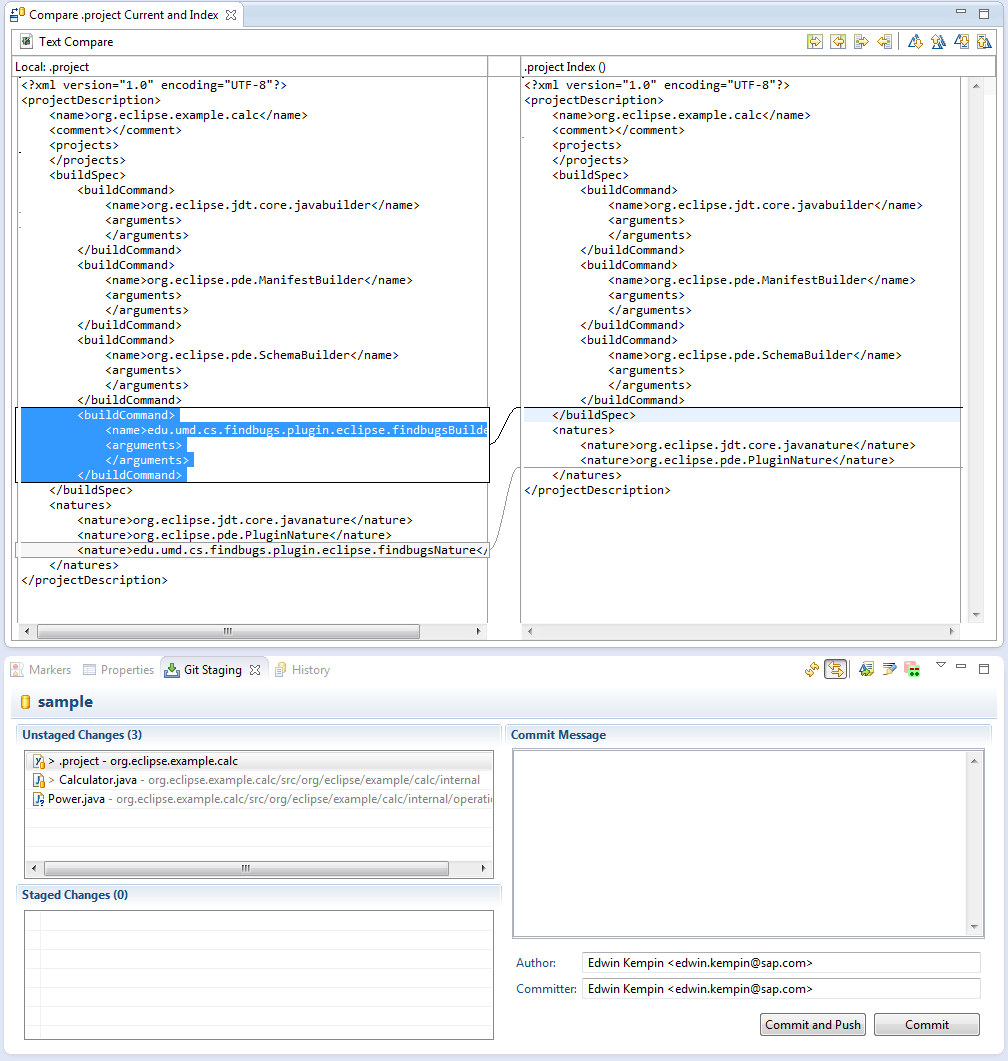 Compare .project Current and Index
Text Compare
Local: .project
.project Index ()
<?xml version="1.0" encoding="UTF-8"?>
<projectDescription>
    <name>org.eclipse.example.calc</name>
    <comment></comment>
    <projects>
    </projects>
    <buildSpec>
        <buildCommand>
            <name>org.eclipse.jdt.core.javabuilder</name>
            <arguments>
            </arguments>
        </buildCommand>
        <buildCommand>
            <name>org.eclipse.pde.ManifestBuilder</name>
            <arguments>
            </arguments>
        </buildCommand>
        <buildCommand>
            <name>org.eclipse.pde.SchemaBuilder</name>
            <arguments>
            </arguments>
        </buildCommand>
        <buildCommand>
            <name>edu.umd.cs.findbugs.plugin.eclipse.findbugsBuilde
            <arguments>
            </arguments>
        </buildCommand>
    </buildSpec>
    <natures>
        <nature>org.eclipse.jdt.core.javanature</nature>
        <nature>org.eclipse.pde.PluginNature</nature>
        <nature>edu.umd.cs.findbugs.plugin.eclipse.findbugsNature</
    </natures>
</projectDescription>
<?xml version="1.0" encoding="UTF-8"?>
<projectDescription>
    <name>org.eclipse.example.calc</name>
    <comment></comment>
    <projects>
    </projects>
    <buildSpec>
        <buildCommand>
            <name>org.eclipse.jdt.core.javabuilder</name>
            <arguments>
            </arguments>
        </buildCommand>
        <buildCommand>
            <name>org.eclipse.pde.ManifestBuilder</name>
            <arguments>
            </arguments>
        </buildCommand>
        <buildCommand>
            <name>org.eclipse.pde.SchemaBuilder</name>
            <arguments>
            </arguments>
        </buildCommand>
    </buildSpec>
    <natures>
        <nature>org.eclipse.jdt.core.javanature</nature>
        <nature>org.eclipse.pde.PluginNature</nature>
    </natures>
</projectDescription>
Markers Properties Git Staging History
sample
Unstaged Changes (3)
> .project - org.eclipse.example.calc
> Calculator.java - org.eclipse.example.calc/src/org/eclipse/example/calc/internal
Power.java - org.eclipse.example.calc/src/org/eclipse/example/calc/internal/operati
Staged Changes (0)
Commit Message
Author: Edwin Kempin <edwin.kempin@sap.com>
Committer: Edwin Kempin <edwin.kempin@sap.com>
Commit and Push Commit